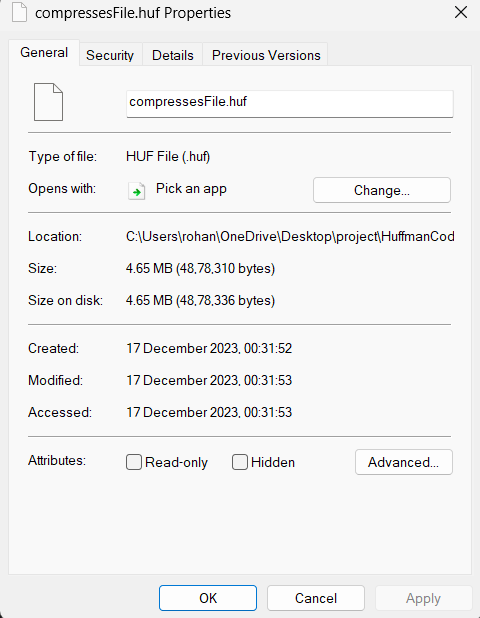 compressesFile.huf Properties
General Security Details Previous Versions
compressesFile.huf
Type of file: HUF File (.huf)
Opens with: Pick an app Change...
Location: C:\Users\rohan\OneDrive\Desktop\project\HuffmanCod
Size: 4.65 MB (48,78,310 bytes)
Size on disk: 4.65 MB (48,78,336 bytes)
Created: 17 December 2023, 00:31:52
Modified: 17 December 2023, 00:31:53
Accessed: 17 December 2023, 00:31:53
Attributes: Read-only Hidden Advanced...
OK Cancel Apply